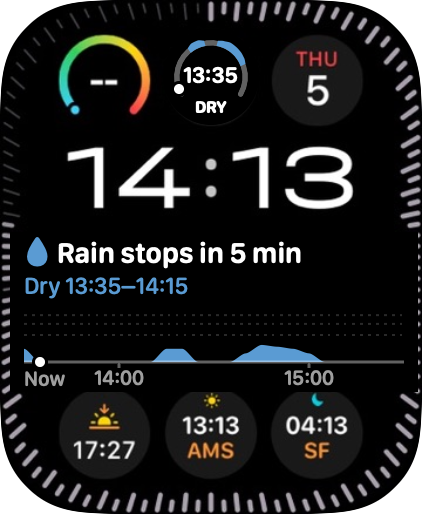 --
13:35
DRY
THU
5
14:13
Rain stops in 5 min
Dry 13:35–14:15
Now 14:00 15:00
17:27
13:13
AMS
04:13
SF